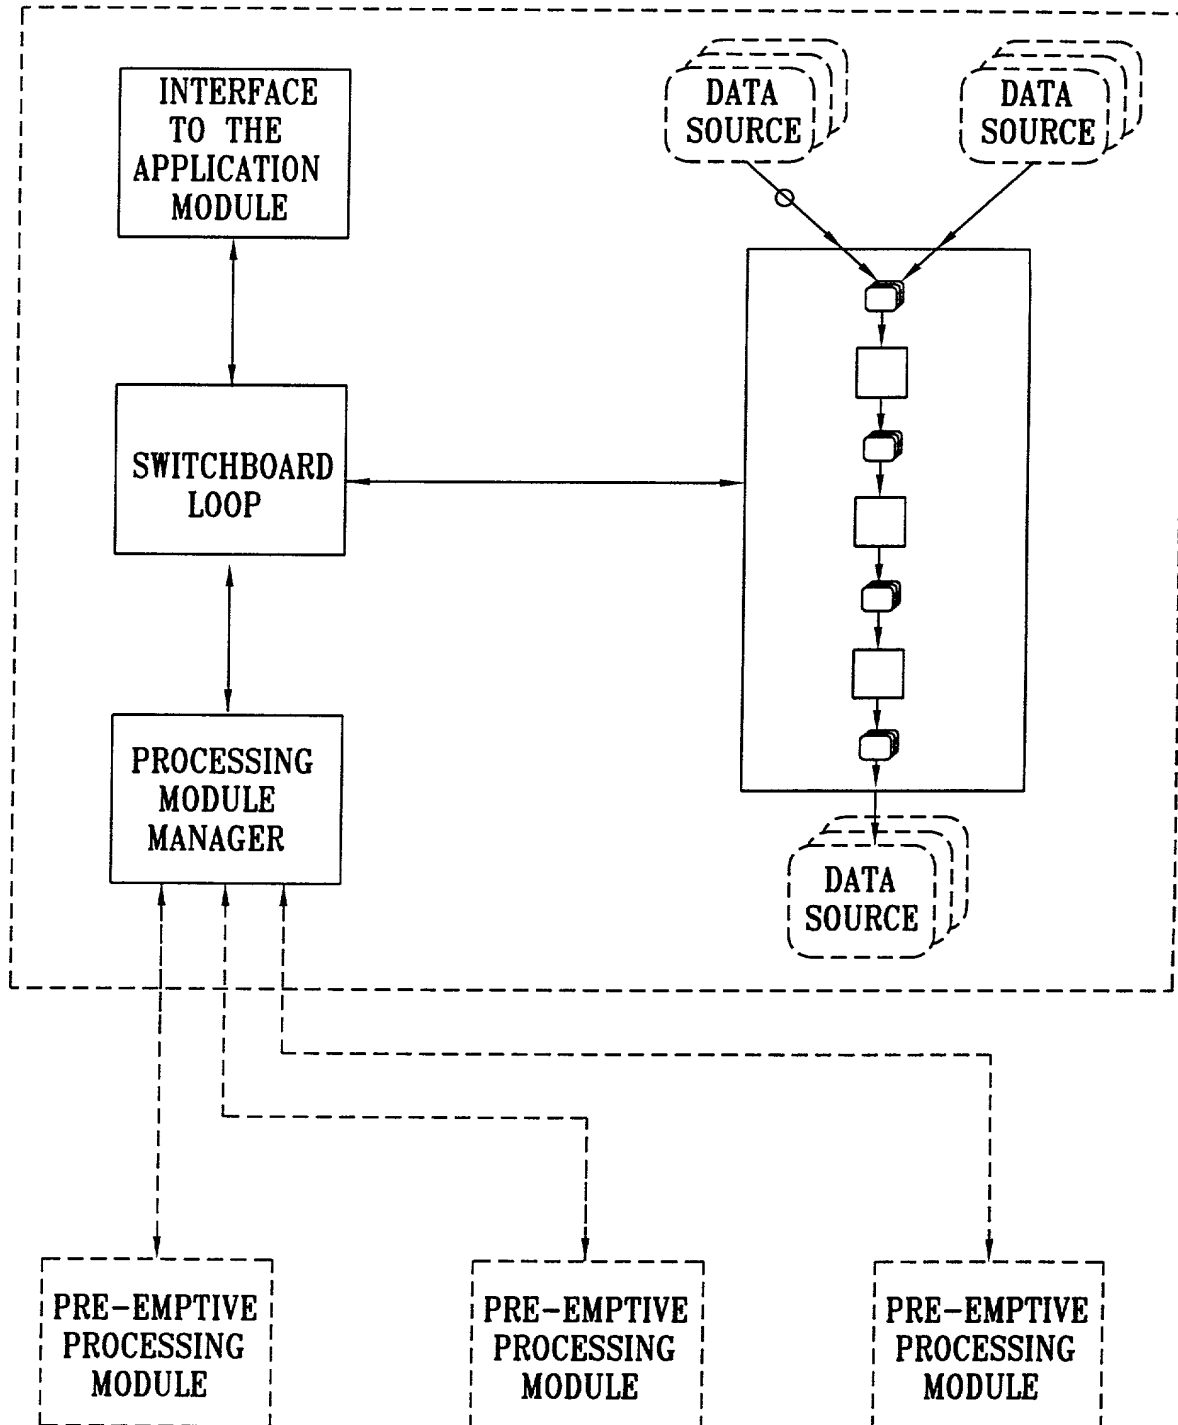 INTERFACE
TO THE
APPLICATION
MODULE
DATA
SOURCE
DATA
SOURCE
SWITCHBOARD
LOOP
PROCESSING
MODULE
MANAGER
DATA
SOURCE
PRE-EMPTIVE
PROCESSING
MODULE
PRE-EMPTIVE
PROCESSING
MODULE
PRE-EMPTIVE
PROCESSING
MODULE